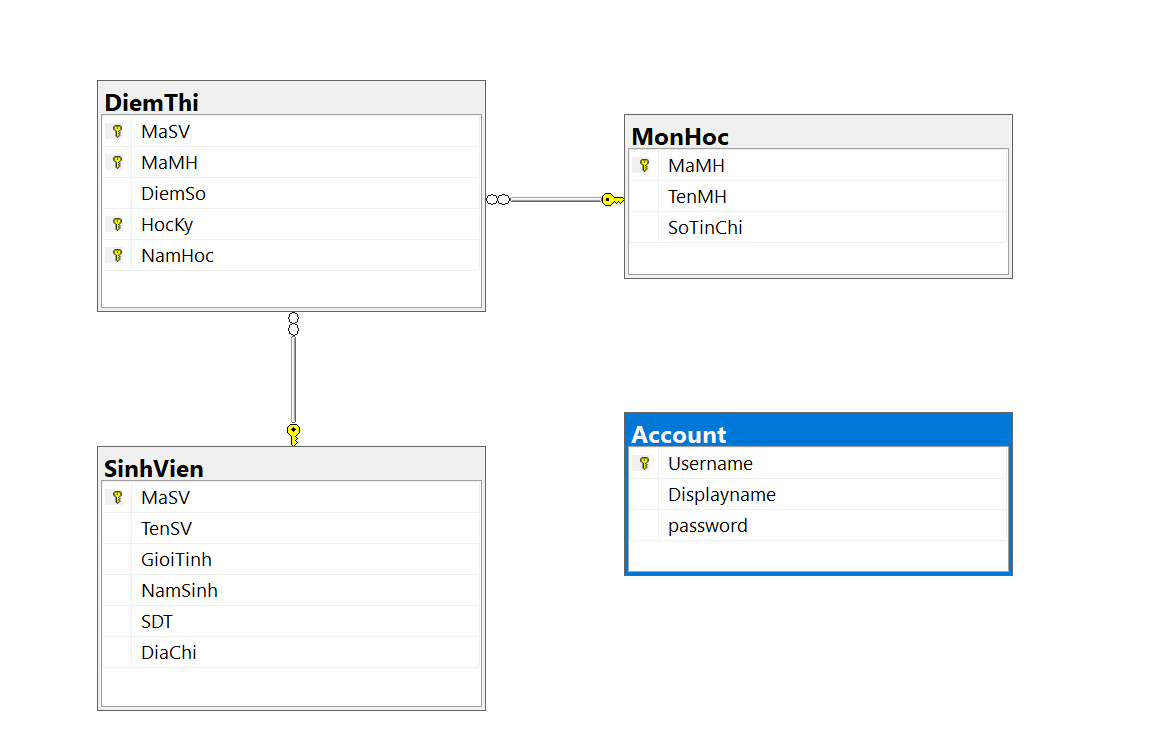 DiemThi
MaSV
MaMH
DiemSo
HocKy
NamHoc
MonHoc
MaMH
TenMH
SoTinChi
SinhVien
MaSV
TenSV
GioiTinh
NamSinh
SDT
DiaChi
Account
Username
Displayname
password